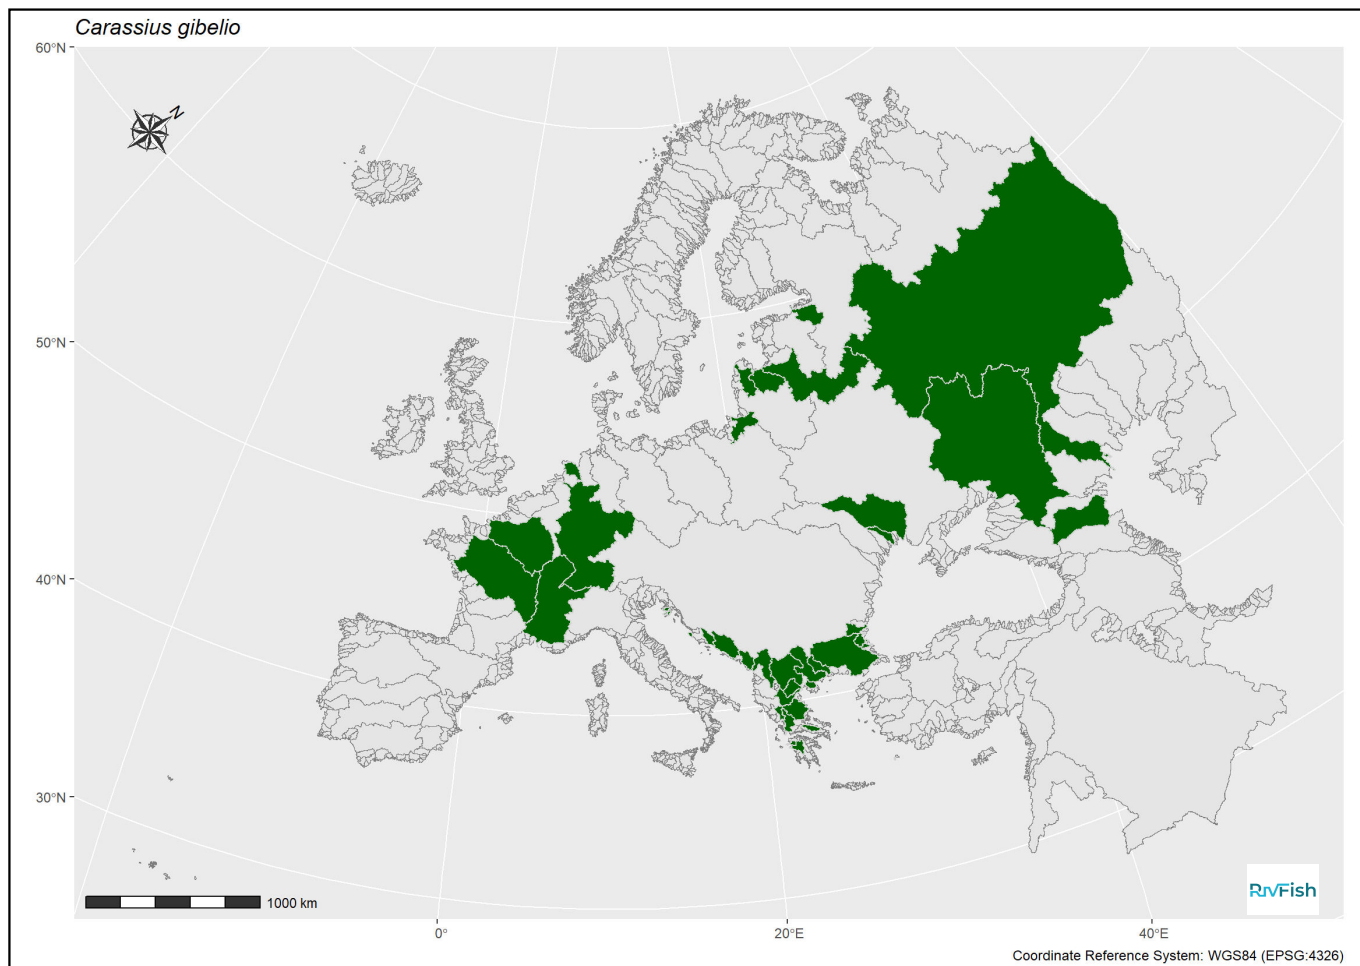 Carassius gibelio
60°N
50°N
40°N
30°N
N
1000 km
RIVFish
0°
20°E
40°E
Coordinate Reference System: WGS84 (EPSG:4326)